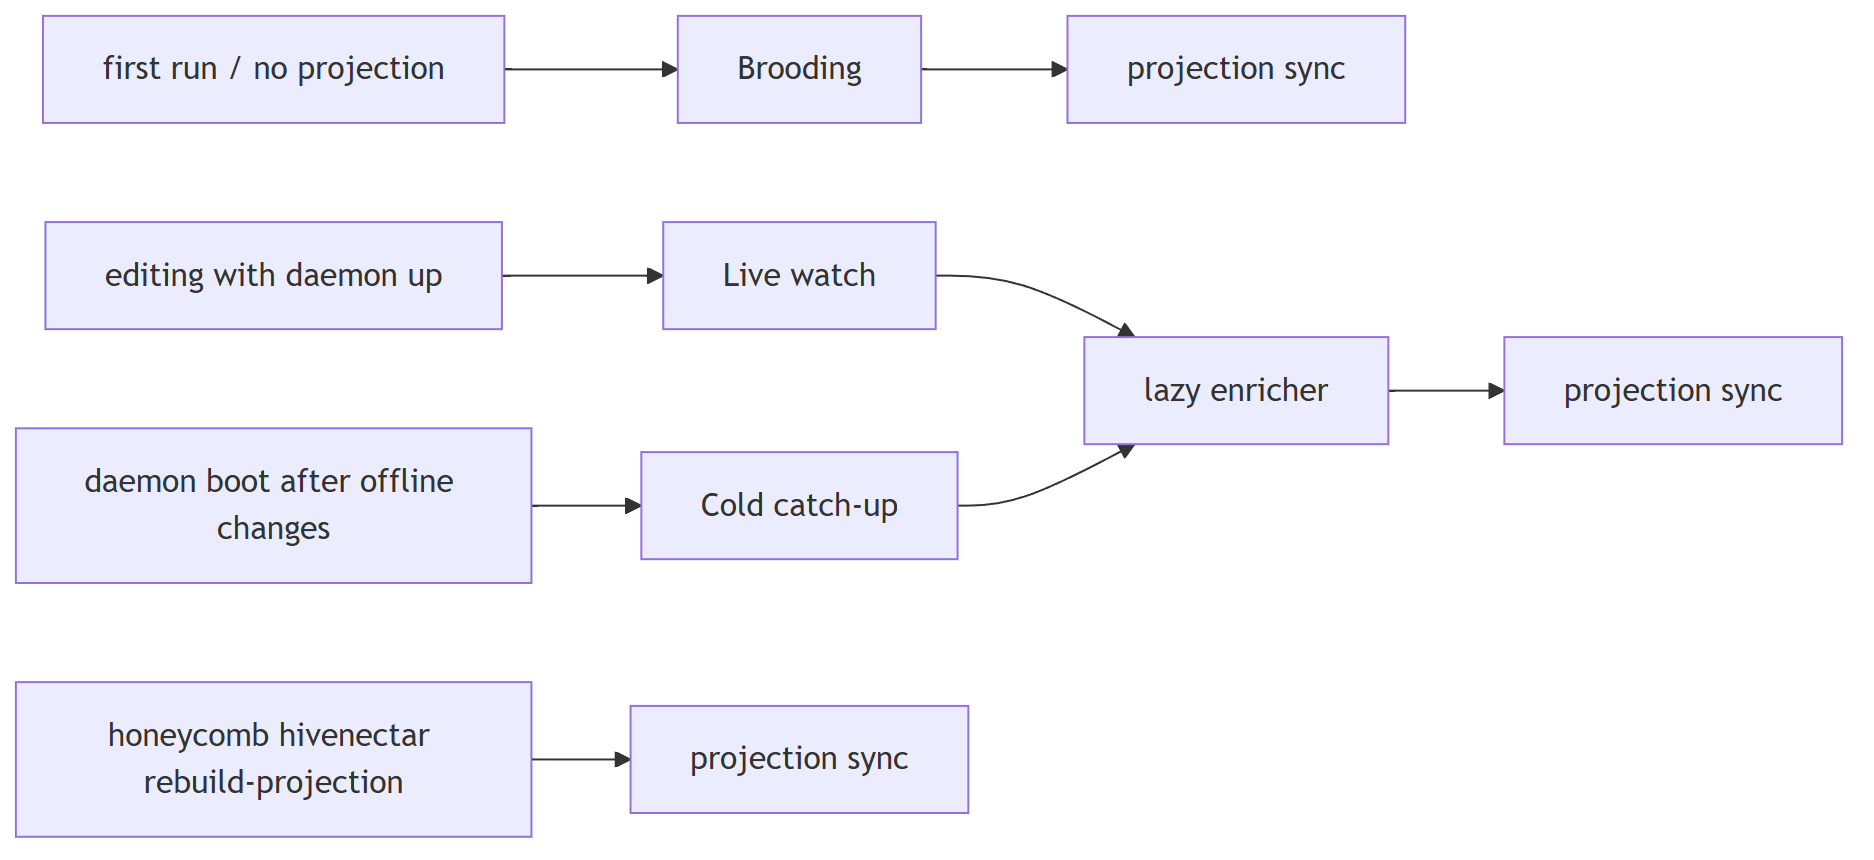 first run / no projection
Brooding
projection sync
editing with daemon up
Live watch
lazy enricher
projection sync
daemon boot after offline
changes
Cold catch-up
honeycomb hivenectar
rebuild-projection
projection sync